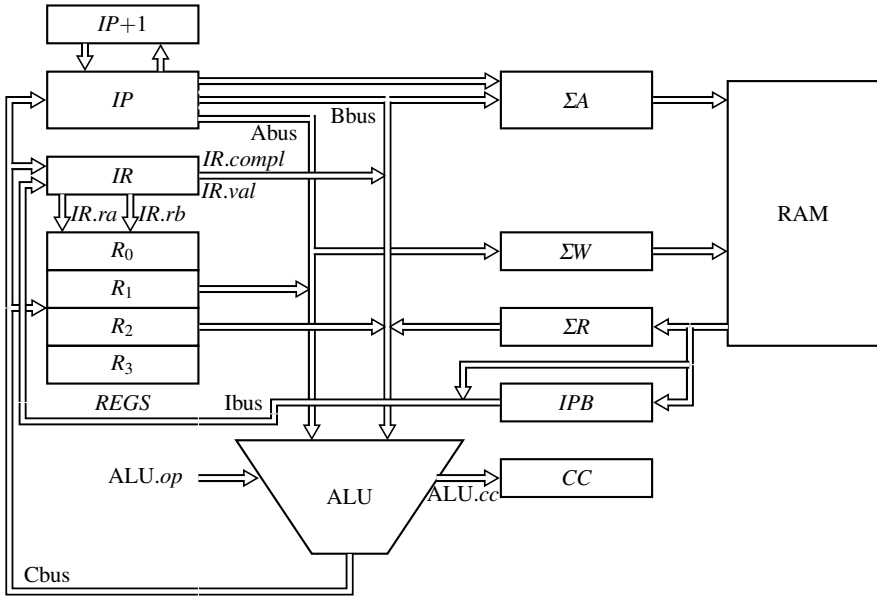 IP+1
IP
ΣA
Bbus
Abus
IR.compl
IR
IR.val
RAM
IR.ra
IR.rb
R0
ΣW
R1
R2
ΣR
R3
REGS
Ibus
IPB
ALU.op
ALU
ALU.cc
CC
Cbus